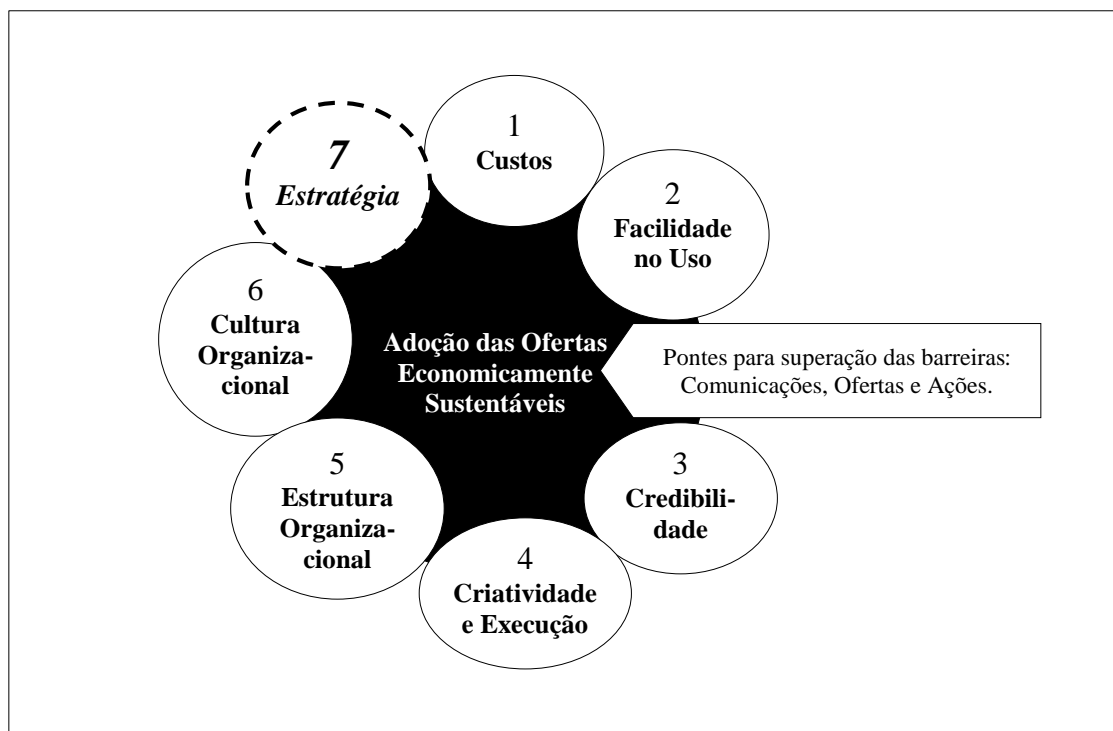 1
Custos
2
Facilidade
no Uso
Pontes para superação das barreiras:
Comunicações, Ofertas e Ações.
3
Credibili-
dade
4
Criatividade
e Execução
5
Estrutura
Organiza-
cional
6
Cultura
Organiza-
cional
7
Estratégia
Adoção das Ofertas
Economicamente
Sustentáveis